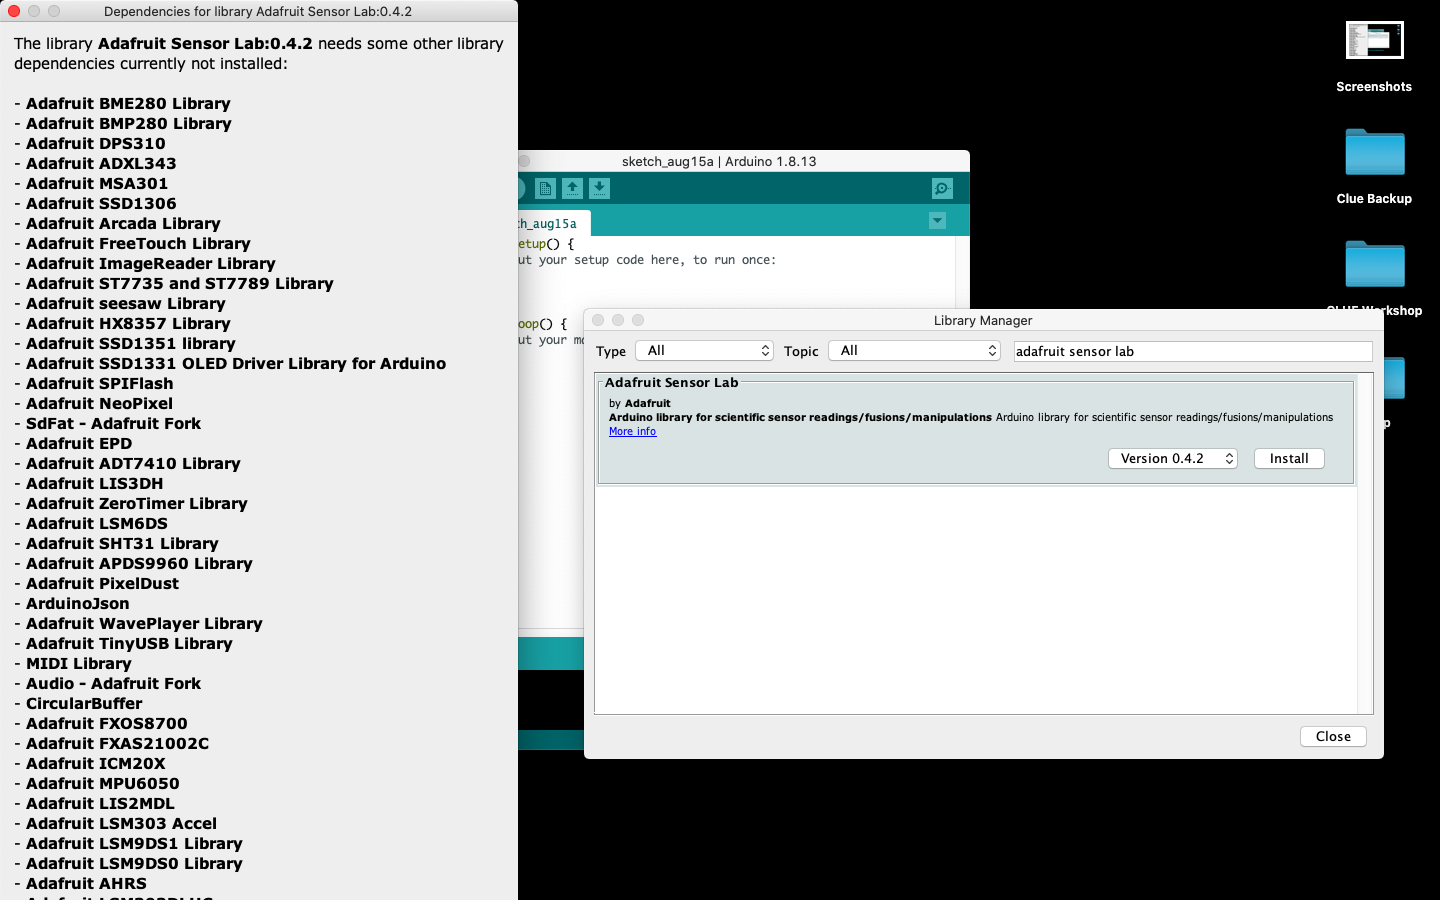 Dependencies for library Adafruit Sensor Lab:0.4.2
The library Adafruit Sensor Lab:0.4.2 needs some other library
dependencies currently not installed:
- Adafruit BME280 Library
- Adafruit BMP280 Library
- Adafruit DPS310
- Adafruit ADXL343
- Adafruit MSA301
- Adafruit SSD1306
- Adafruit Arcada Library
- Adafruit FreeTouch Library
- Adafruit ImageReader Library
- Adafruit ST7735 and ST7789 Library
- Adafruit seesaw Library
- Adafruit HX8357 Library
- Adafruit SSD1351 library
- Adafruit SSD1331 OLED Driver Library for Arduino
- Adafruit SPIFlash
- Adafruit NeoPixel
- SdFat - Adafruit Fork
- Adafruit EPD
- Adafruit ADT7410 Library
- Adafruit LIS3DH
- Adafruit ZeroTimer Library
- Adafruit LSM6DS
- Adafruit SHT31 Library
- Adafruit APDS9960 Library
- Adafruit PixelDust
- ArduinoJson
- Adafruit WavePlayer Library
- Adafruit TinyUSB Library
- MIDI Library
- Audio - Adafruit Fork
- CircularBuffer
- Adafruit FXOS8700
- Adafruit FXAS21002C
- Adafruit ICM20X
- Adafruit MPU6050
- Adafruit LIS2MDL
- Adafruit LSM303 Accel
- Adafruit LSM9DS1 Library
- Adafruit LSM9DS0 Library
- Adafruit AHRS
sketch_aug15a | Arduino 1.8.13
ch_aug15a
etup() {
ut your setup code here, to run once:
oop() {
ut your m
Library Manager
Type All Topic All adafruit sensor lab
Adafruit Sensor Lab
by Adafruit
Arduino library for scientific sensor readings/fusions/manipulations Arduino library for scientific sensor readings/fusions/manipulations
More info
Version 0.4.2 Install
Close
Screenshots
Clue Backup
CLUE Workshop
p